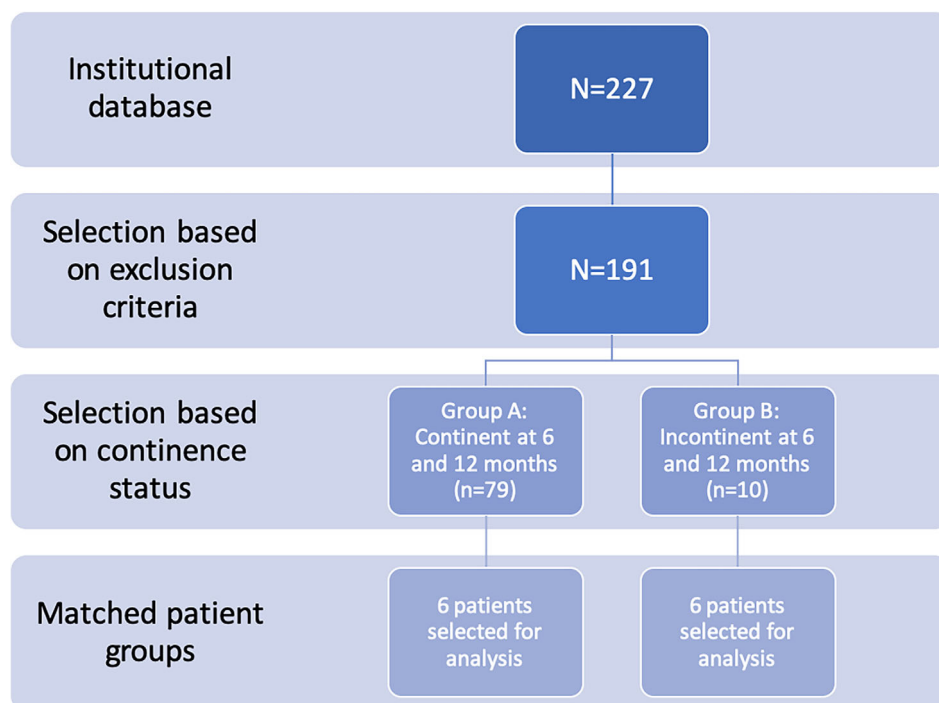 Institutional
database
N=227
Selection based
on exclusion
criteria
N=191
Selection based
on continence
status
Group A:
Continent at 6
and 12 months
(n=79)
Group B:
Incontinent at 6
and 12 months
(n=10)
Matched patient
groups
6 patients
selected for
analysis
6 patients
selected for
analysis